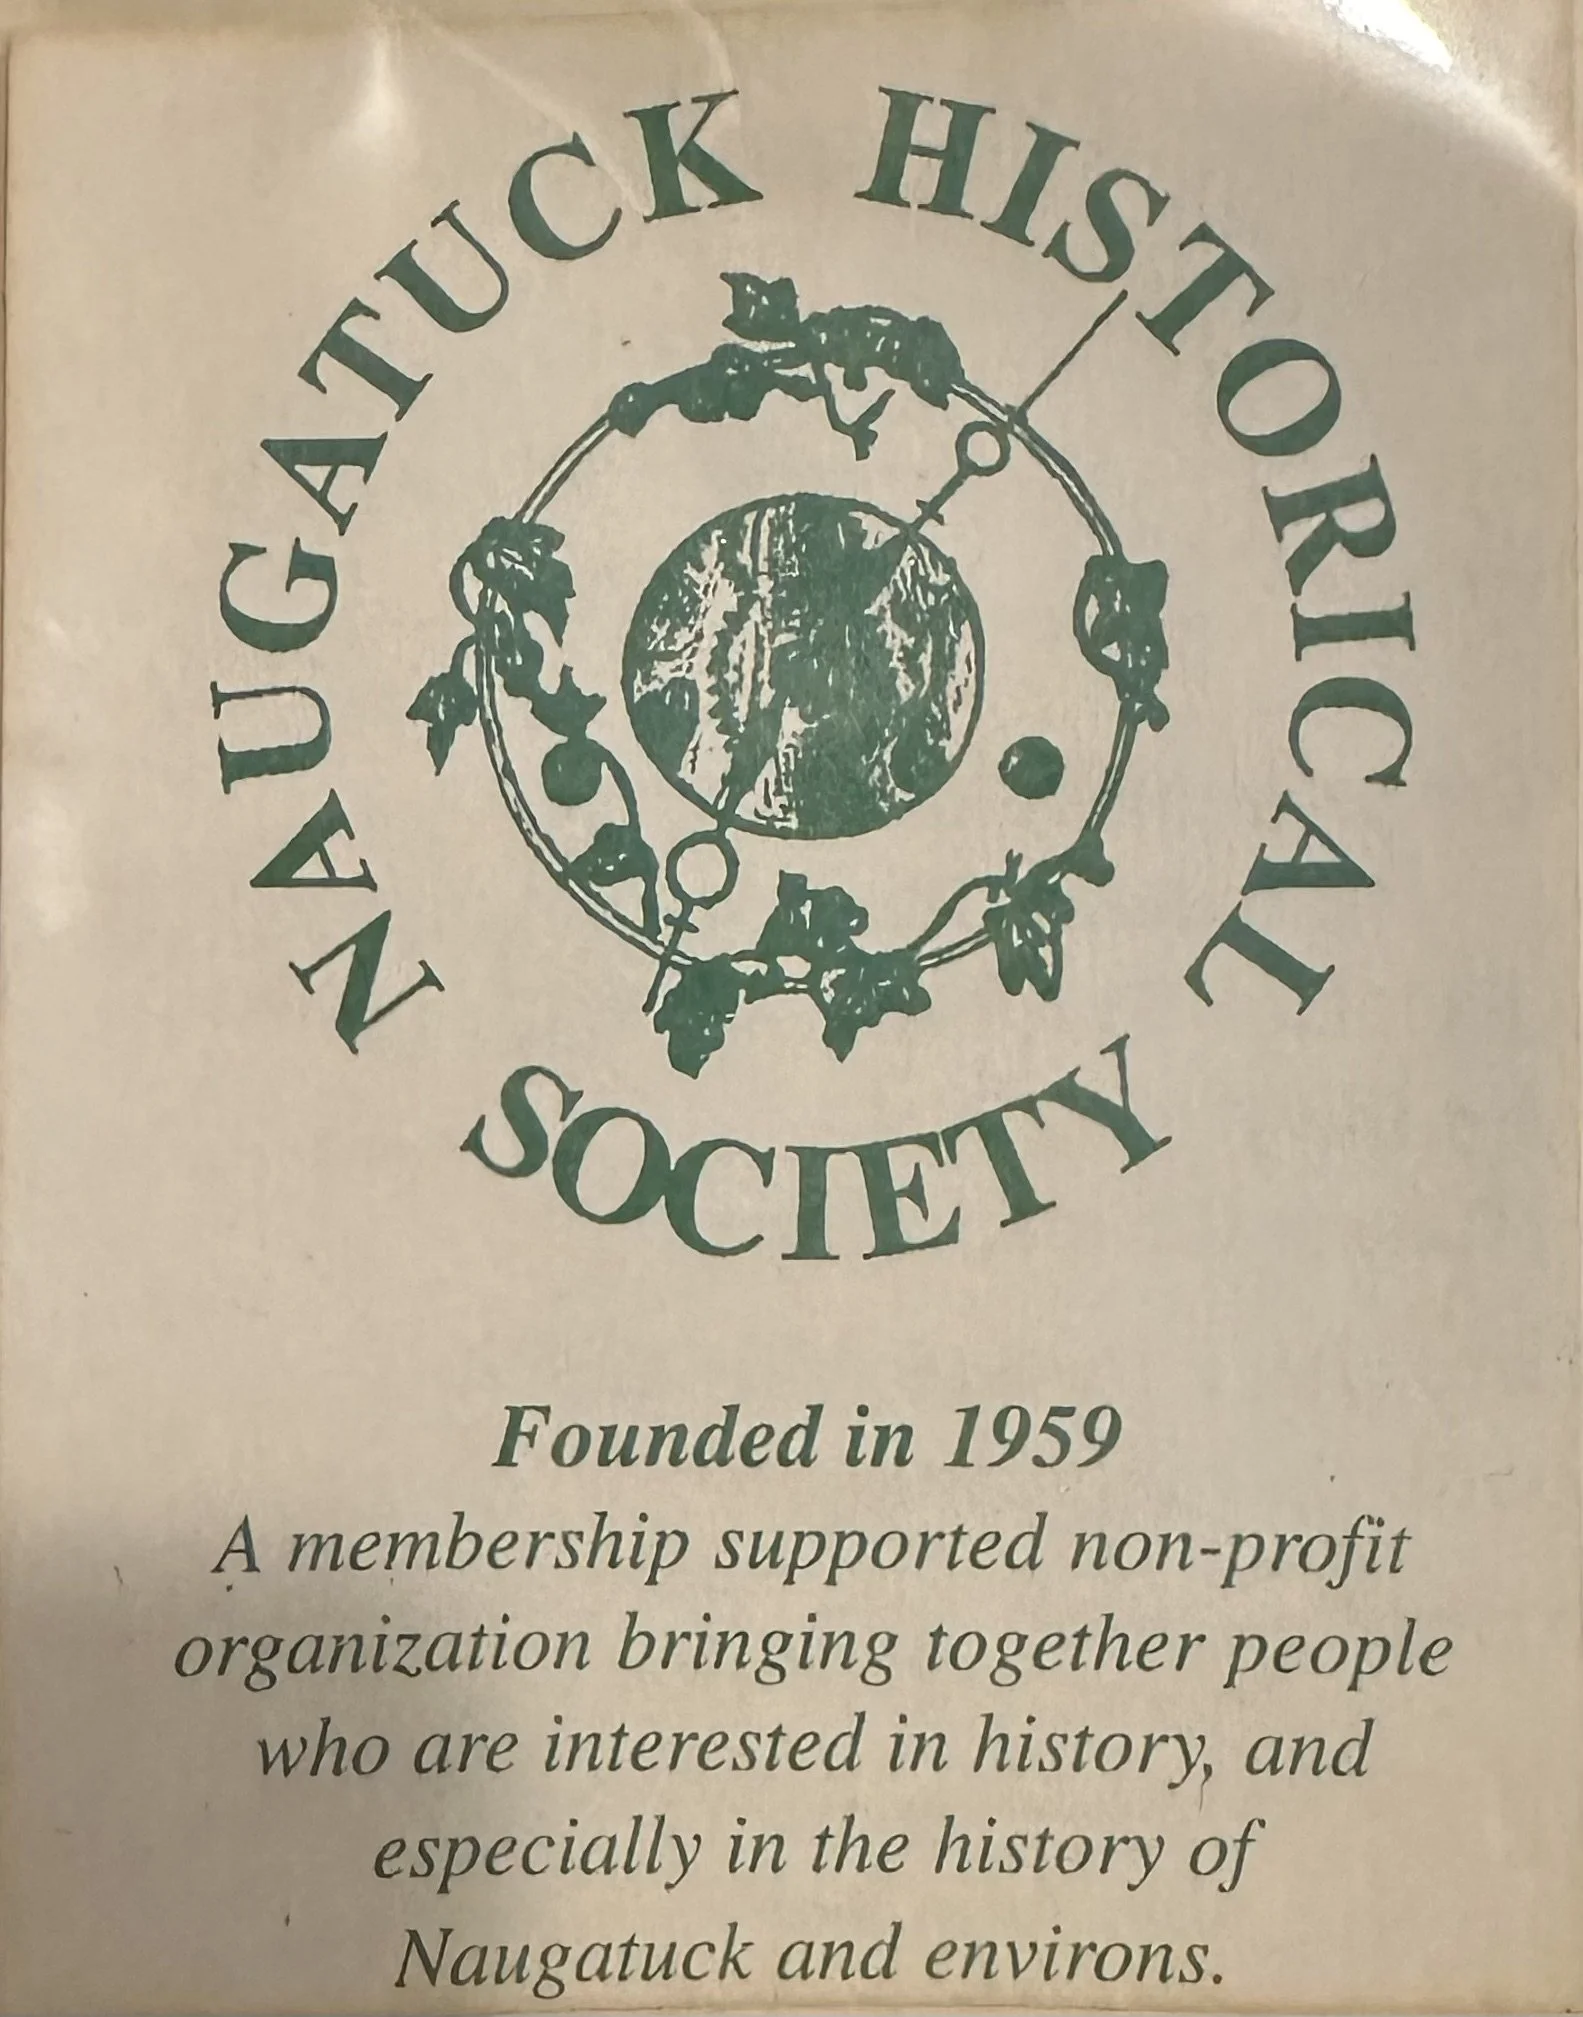 NAUGATUCK HISTORICAL
SOCIETY
Founded in 1959
A membership supported non-profit
organization bringing together people
who are interested in history, and
especially in the history of
Naugatuck and environs.